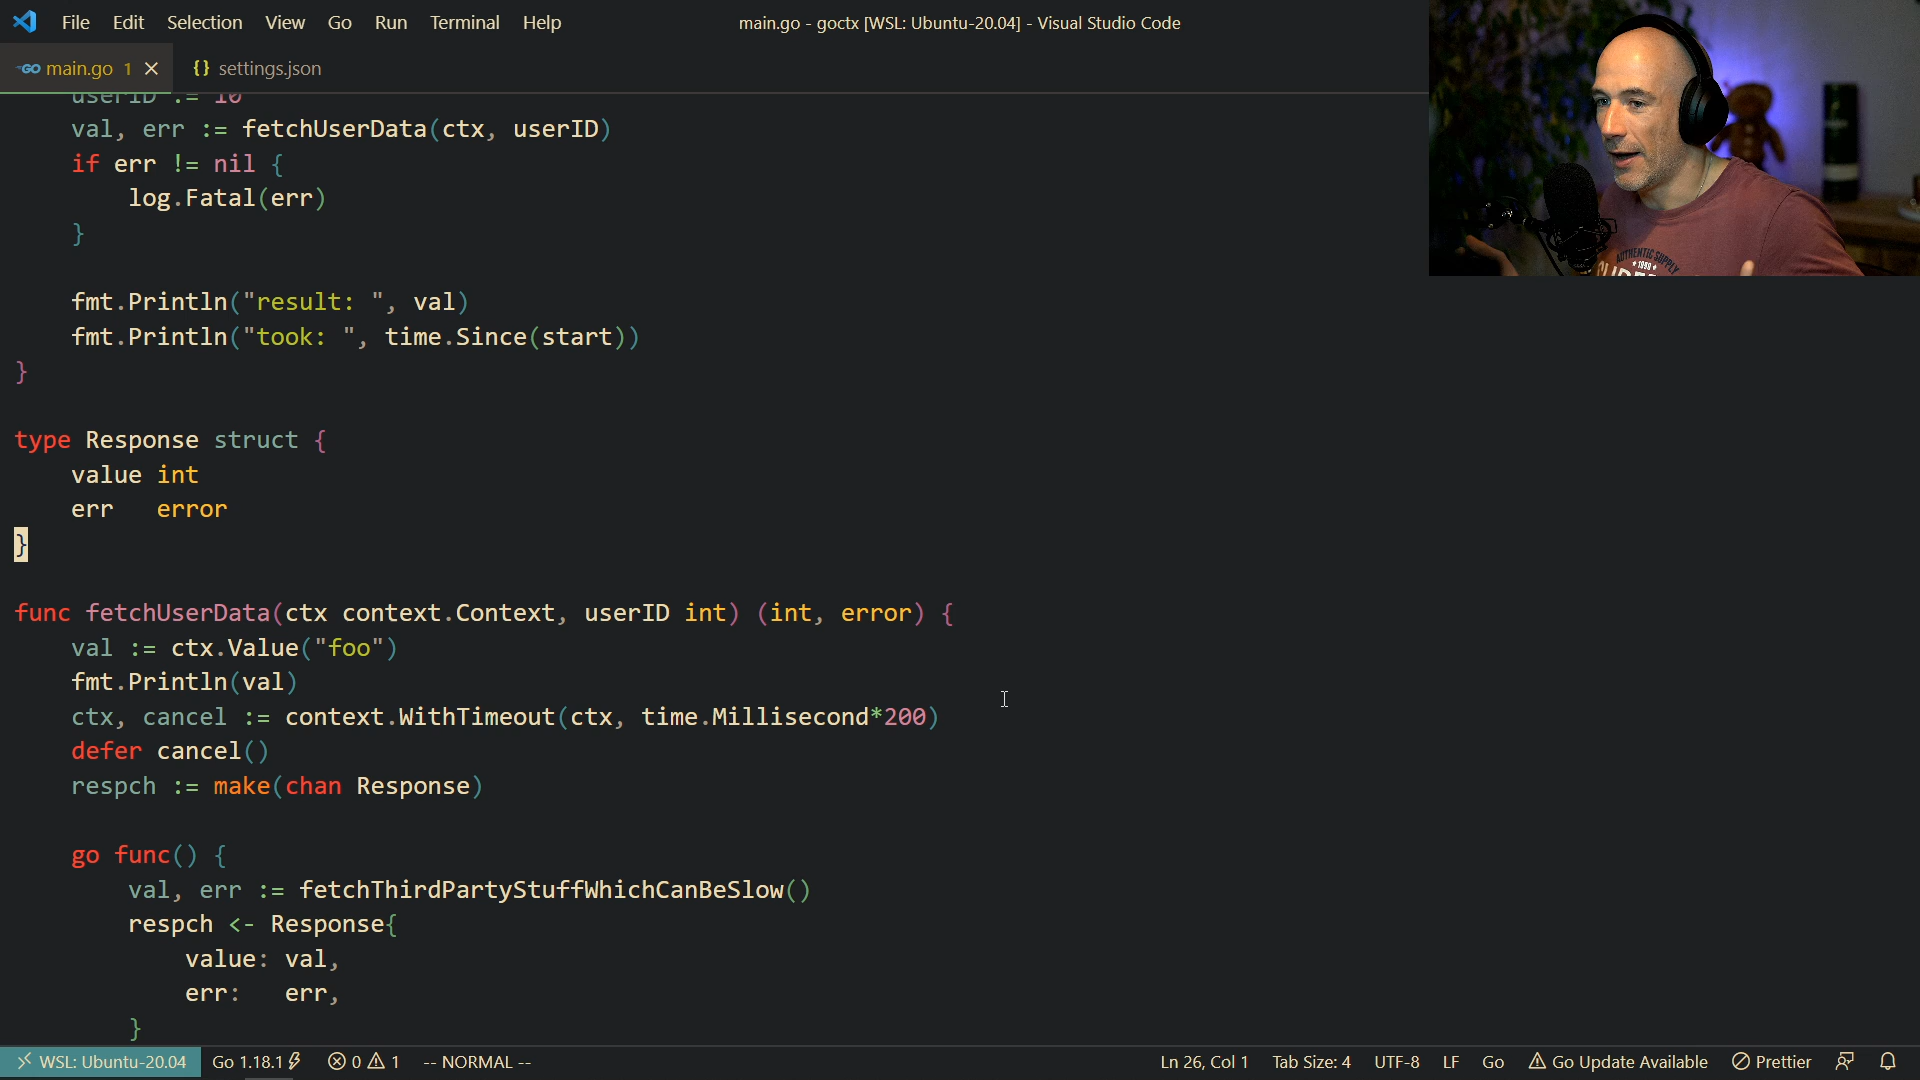 File Edit Selection View Go Run Terminal Help
main.go - goctx [WSL: Ubuntu-20.04] - Visual Studio Code
GO main.go 1
{} settings.json
userID := 10
val, err := fetchUserData(ctx, userID)
if err != nil {
log.Fatal(err)
}
fmt.Println("result: ", val)
fmt.Println("took: ", time.Since(start))
}
type Response struct {
value int
err error
}
func fetchUserData(ctx context.Context, userID int) (int, error) {
val := ctx.Value("foo")
fmt.Println(val)
ctx, cancel := context.WithTimeout(ctx, time.Millisecond*200)
defer cancel()
respch := make(chan Response)
go func() {
val, err := fetchThirdPartyStuffWhichCanBeSlow()
respch <- Response{
value: val,
err: err,
}
AUTHENTIC SUPPLY
WSL: Ubuntu-20.04 Go 1.18.1 0 1 -- NORMAL -- Ln 26, Col 1 Tab Size: 4 UTF-8 LF Go Go Update Available Prettier